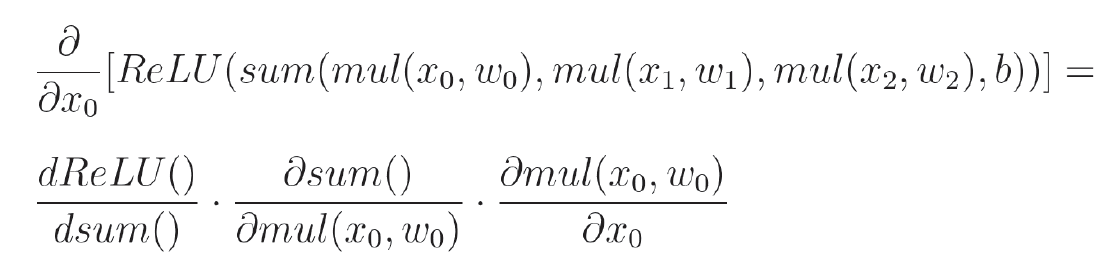 ∂/∂x₀ [ReLU(sum(mul(x₀, w₀), mul(x₁, w₁), mul(x₂, w₂), b))] =
dReLU()/dsum() · ∂sum()/∂mul(x₀, w₀) · ∂mul(x₀, w₀)/∂x₀